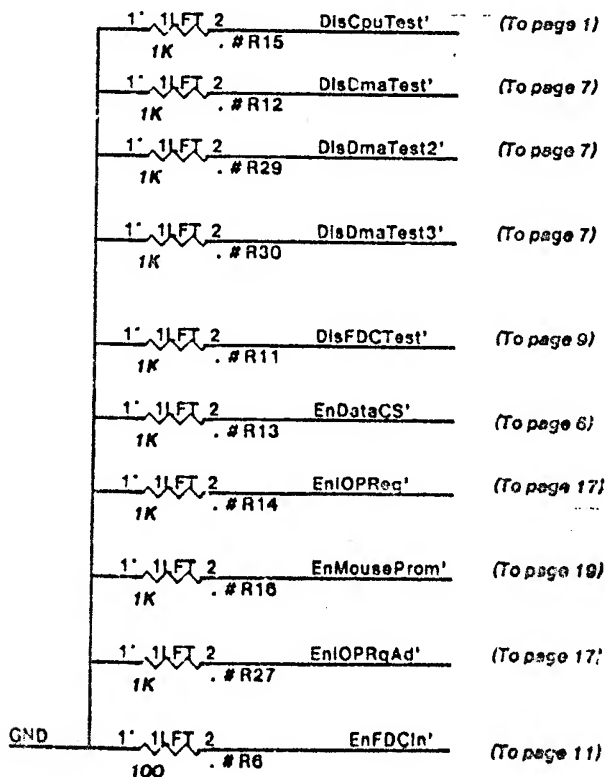 1' 1LFT 2 DisCpuTest' (To page 1)
1K . #R15
1' 1LFT 2 DisDmaTest' (To page 7)
1K . #R12
1' 1LFT 2 DisDmaTest2' (To page 7)
1K . #R29
1' 1LFT 2 DisDmaTest3' (To page 7)
1K . #R30
1' 1LFT 2 DisFDCTest' (To page 9)
1K . #R11
1' 1LFT 2 EnDataCS' (To page 6)
1K . #R13
1' 1LFT 2 EnIOPReq' (To page 17)
1K . #R14
1' 1LFT 2 EnMouseProm' (To page 19)
1K . #R16
1' 1LFT 2 EnIOPRqAd' (To page 17)
1K . #R27
GND 1' 1LFT 2 EnFDCIn' (To page 11)
100 . #R6